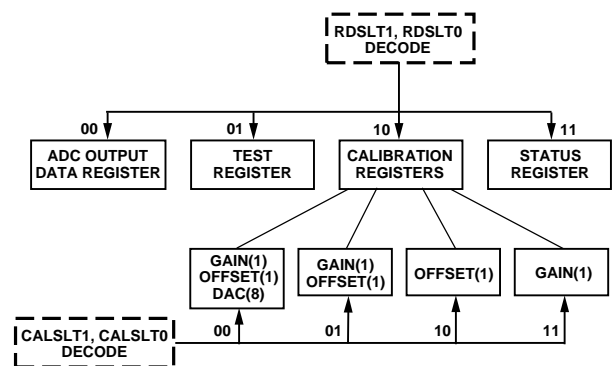 RDSLT1, RDSLT0
DECODE
00
01
10
11
ADC OUTPUT
DATA REGISTER
TEST
REGISTER
CALIBRATION
REGISTERS
STATUS
REGISTER
GAIN(1)
OFFSET(1)
DAC(8)
GAIN(1)
OFFSET(1)
OFFSET(1)
GAIN(1)
CALSLT1, CALSLT0
DECODE
00
01
10
11